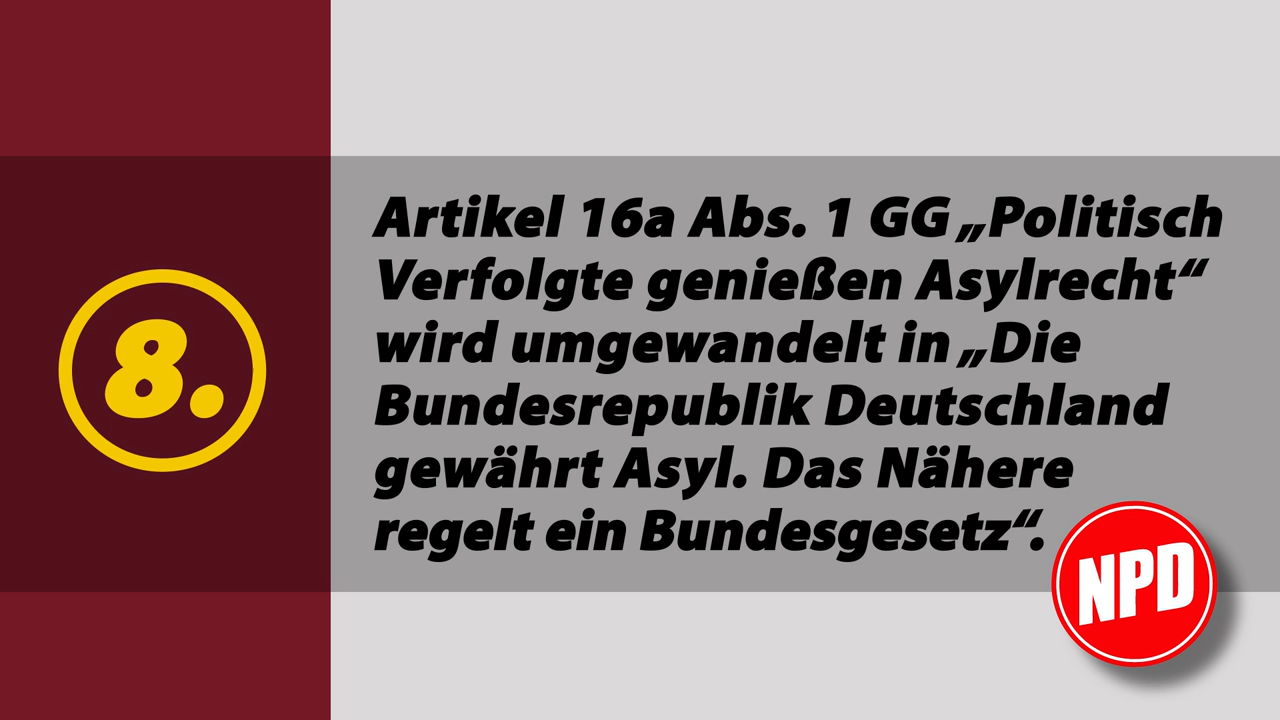 8.
Artikel 16a Abs. 1 GG „Politisch
Verfolgte genießen Asylrecht“
wird umgewandelt in „Die
Bundesrepublik Deutschland
gewährt Asyl. Das Nähere
regelt ein Bundesgesetz“.
NPD